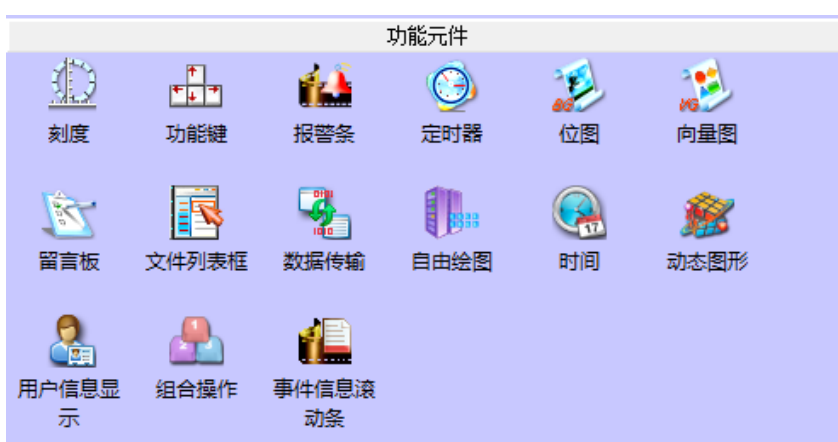 功能元件
刻度 功能键 报警条 定时器 位图 向量图
留言板 文件列表框 数据传输 自由绘图 时间 动态图形
用户信息显 组合操作 事件信息滚
示 动条